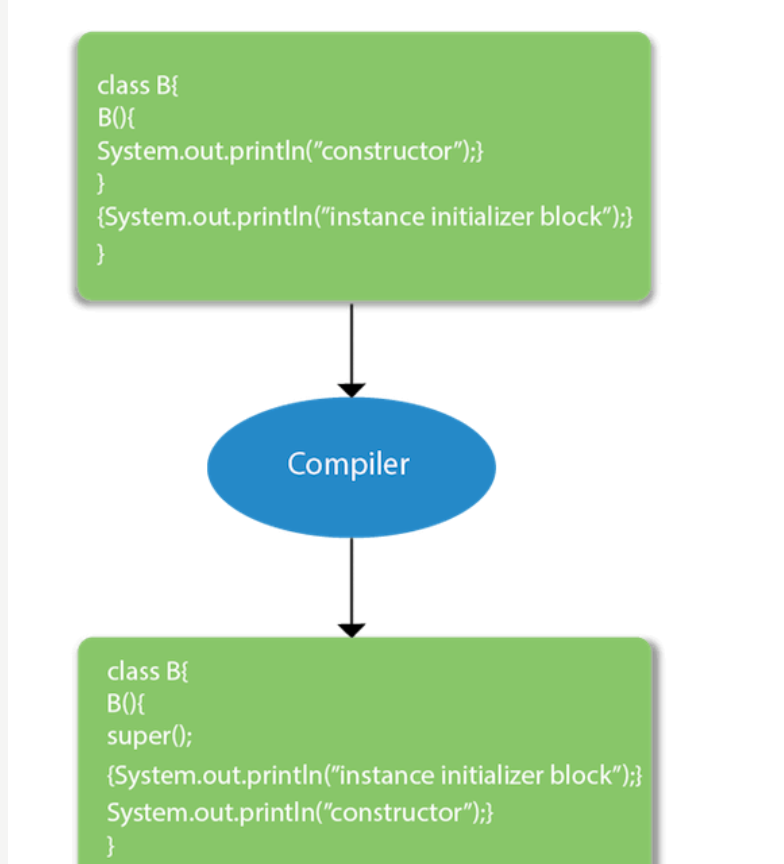 class B{
B(){
System.out.println(”constructor”);}
}
{System.out.println(”instance initializer block”);}
}
Compiler
class B{
B(){
super();
{System.out.println(”instance initializer block”);}
System.out.println(”constructor”);}
}